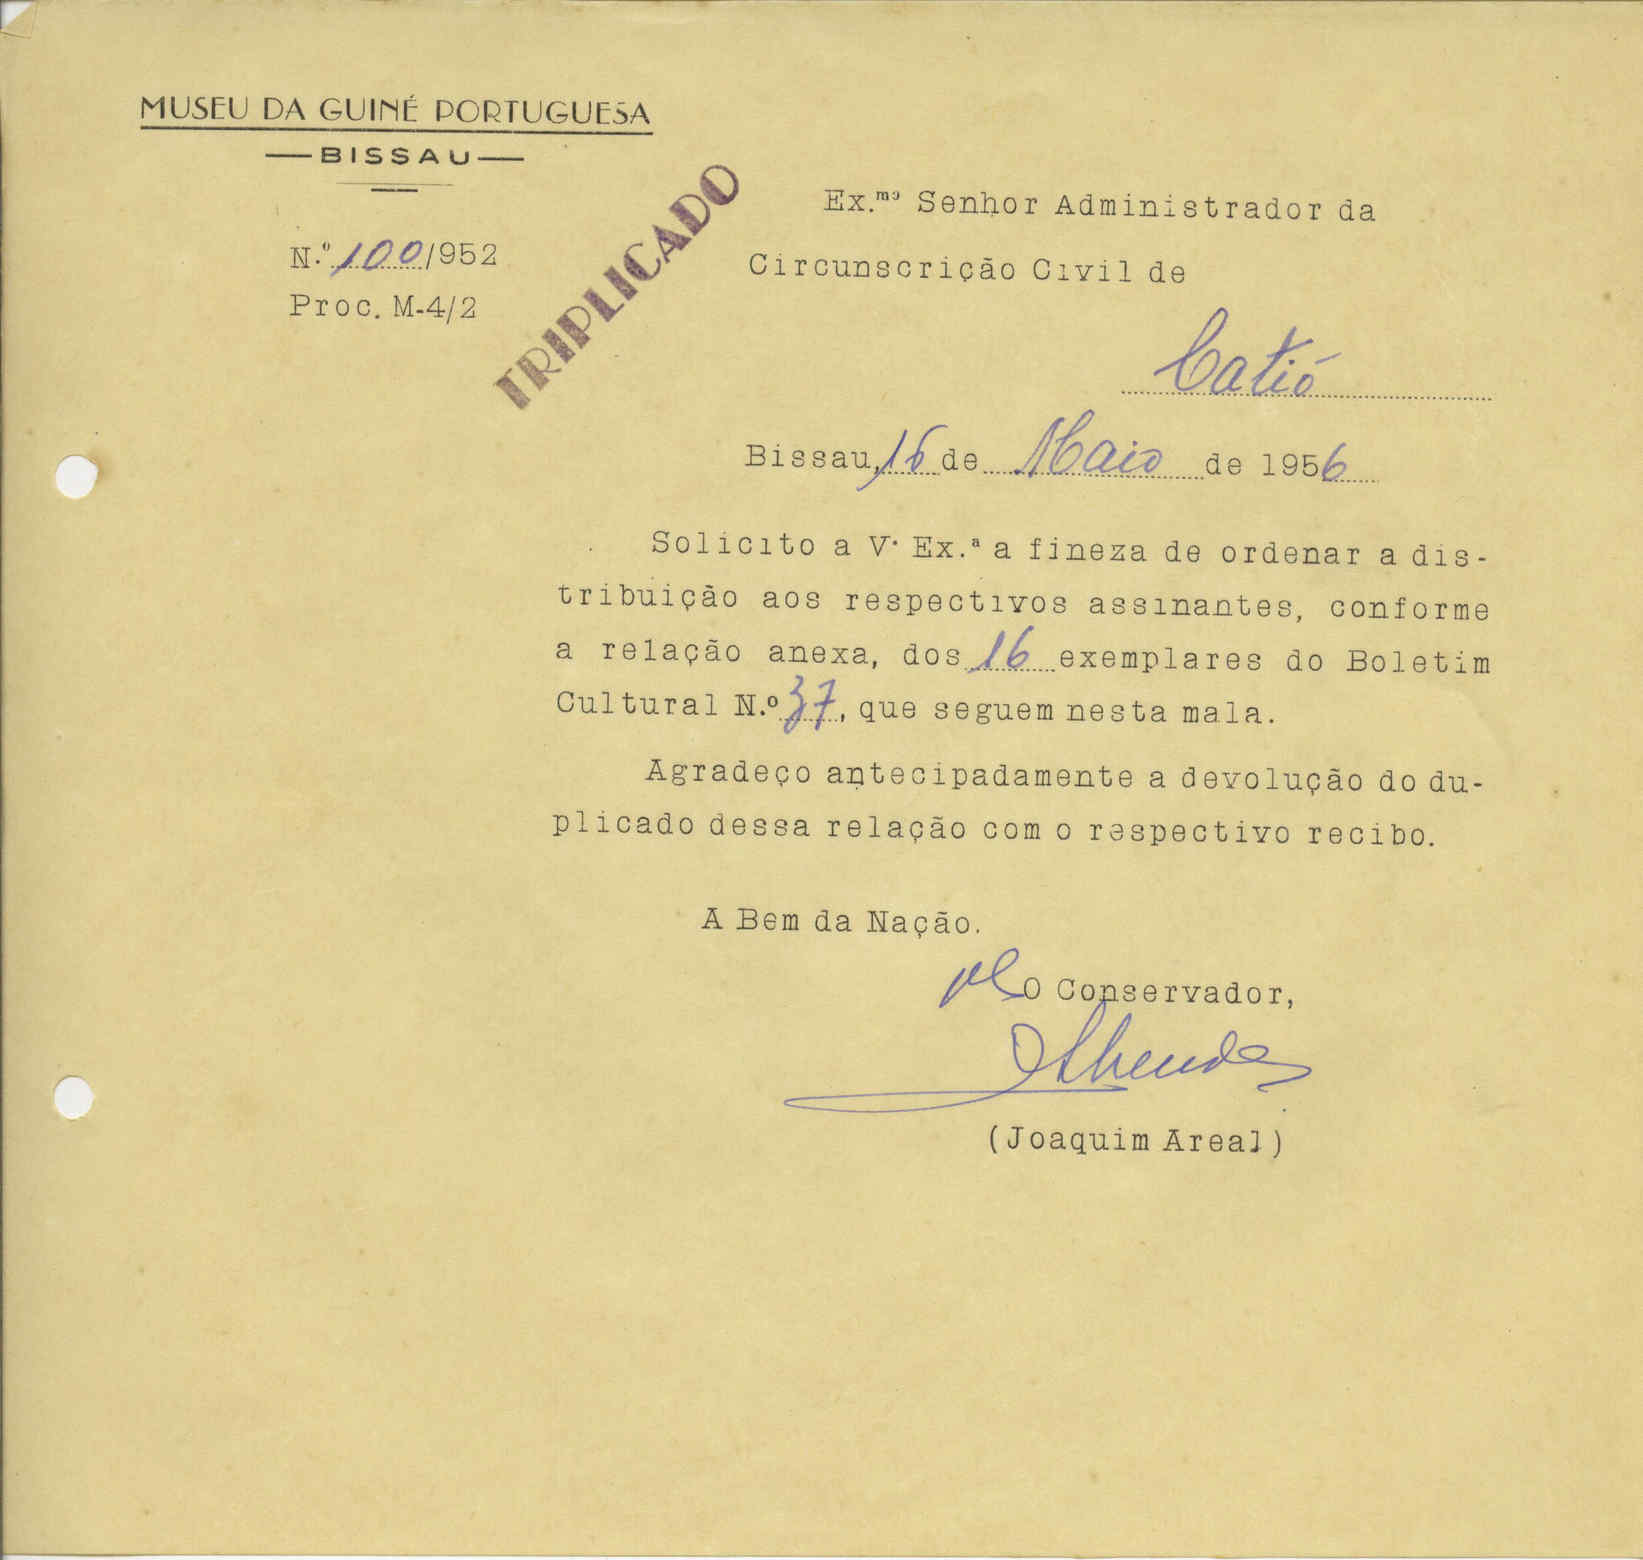 MUSEU DA GUINÉ PORTUGUESA
— BISSAU —
N.º 100/952
Proc. M-4/2
TRIPLICADO
Ex.mo Senhor Administrador da
Circunscrição Civil de
Catió
Bissau, 16 de Maio de 1956
Solicito a V. Ex.ª a fineza de ordenar a dis-
tribuição aos respectivos assinantes, conforme
a relação anexa, dos 16 exemplares do Boletim
Cultural N.º 37, que seguem nesta mala.
Agradeço antecipadamente a devolução do du-
plicado dessa relação com o respectivo recibo.
A Bem da Nação.
O Conservador,
(Joaquim Areal)